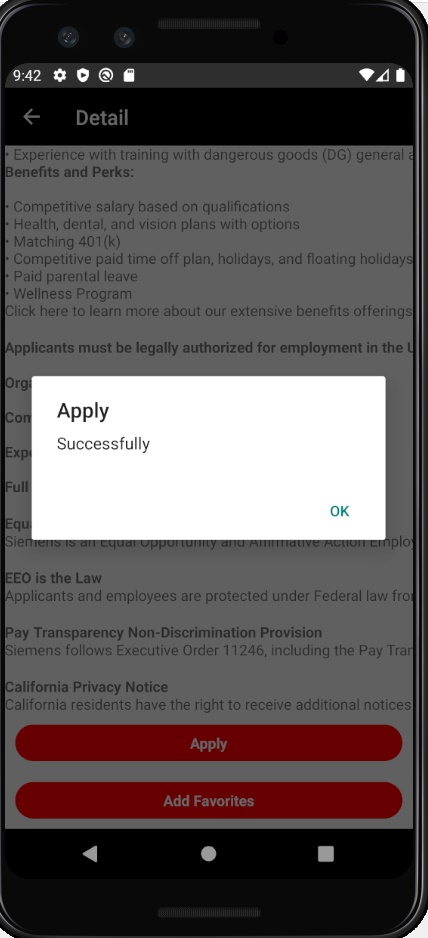 9:42
Detail
• Experience with training with dangerous goods (DG) general a
Benefits and Perks:
• Competitive salary based on qualifications
• Health, dental, and vision plans with options
• Matching 401(k)
• Competitive paid time off plan, holidays, and floating holidays
• Paid parental leave
• Wellness Program
Click here to learn more about our extensive benefits offerings
Applicants must be legally authorized for employment in the U
Orga
Com
Expe
Full
Equa
Siemens is an Equal Opportunity and Affirmative Action Employ
Apply
Successfully
OK
EEO is the Law
Applicants and employees are protected under Federal law fro
Pay Transparency Non-Discrimination Provision
Siemens follows Executive Order 11246, including the Pay Tran
California Privacy Notice
California residents have the right to receive additional notices
Apply
Add Favorites